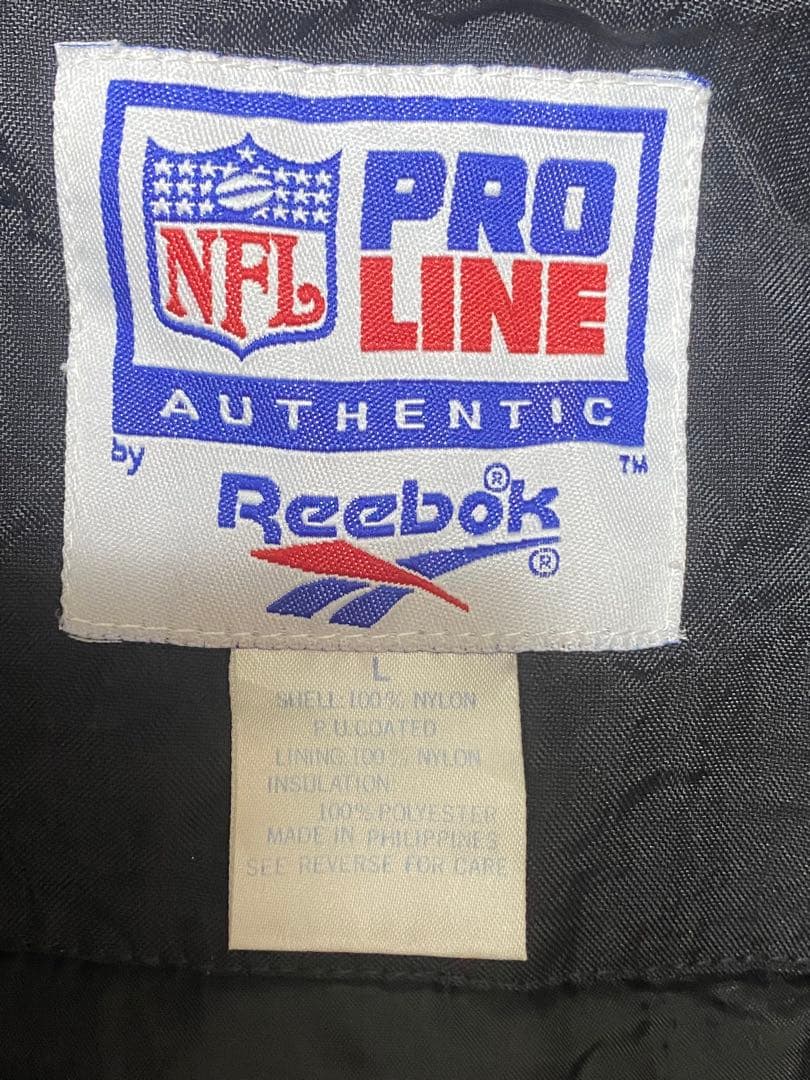 NFL
PRO
LINE
AUTHENTIC
by
TM
Reebok®
®
L
SHELL:100% NYLON
P.U.COATED
LINING:100% NYLON
INSULATION:
100% POLYESTER
MADE IN PHILIPPINES
SEE REVERSE FOR CARE